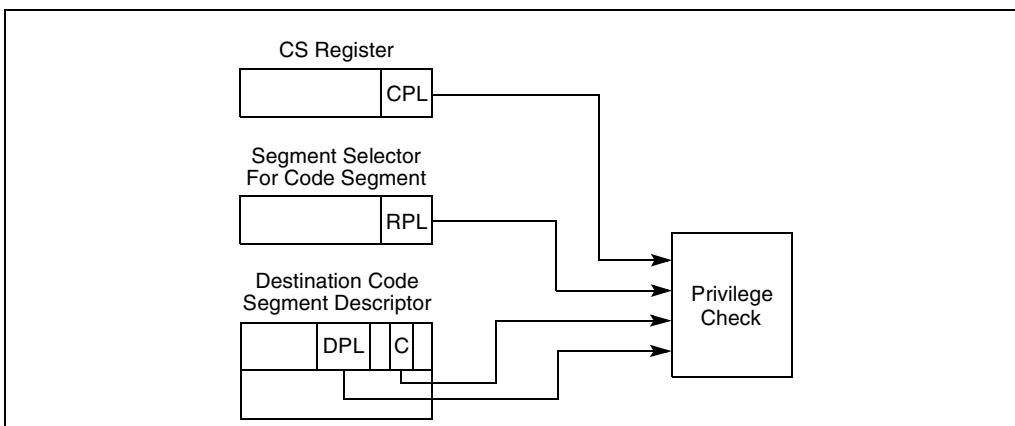 CS Register
CPL
Segment Selector
For Code Segment
RPL
Destination Code
Segment Descriptor
DPL
C
Privilege
Check